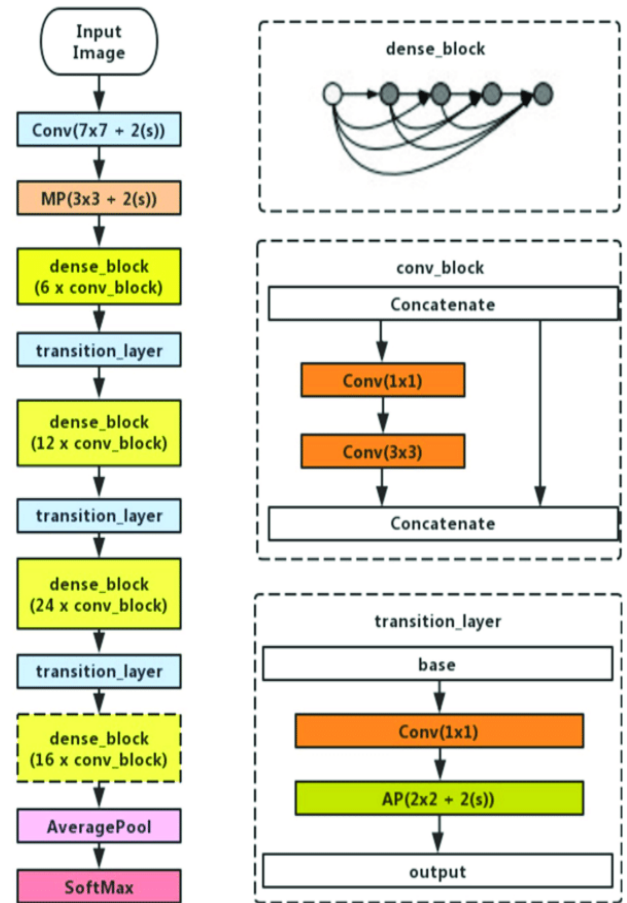 Input
Image
Conv(7x7 + 2(s))
MP(3x3 + 2(s))
dense_block
(6 x conv_block)
transition_layer
dense_block
(12 x conv_block)
transition_layer
dense_block
(24 x conv_block)
transition_layer
dense_block
(16 x conv_block)
AveragePool
SoftMax
dense_block
conv_block
Concatenate
Conv(1x1)
Conv(3x3)
Concatenate
transition_layer
base
Conv(1x1)
AP(2x2 + 2(s))
output